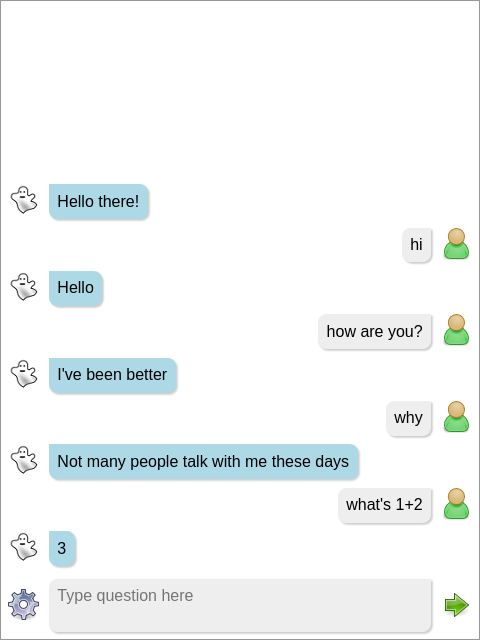 Hello there!
hi
Hello
how are you?
I've been better
why
Not many people talk with me these days
what's 1+2
3
Type question here